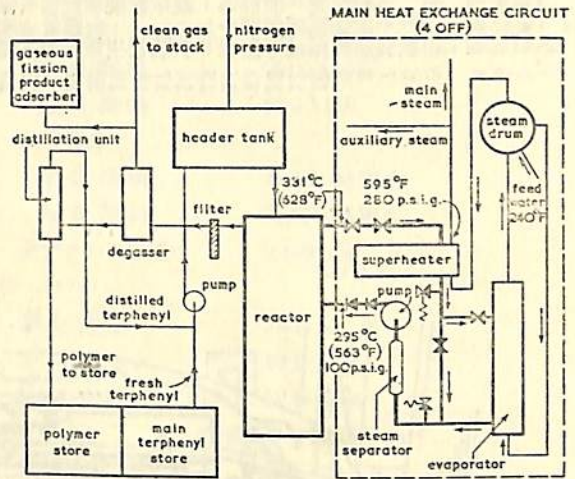 MAIN HEAT EXCHANGE CIRCUIT
(4 OFF)
clean gas
to stack
nitrogen
pressure
gaseous
fission
product
adsorber
distillation unit
header tank
main
steam
auxiliary steam
steam
drum
feed
water
240°F
331°C
(628°F)
595°F
280 p.s.i.g.
filter
degasser
superheater
pump
pump
distilled
terphenyl
reactor
295°C
(563°F)
100 p.s.i.g.
polymer
to store
fresh
terphenyl
steam
separator
evaporator
polymer
store
main
terphenyl
store